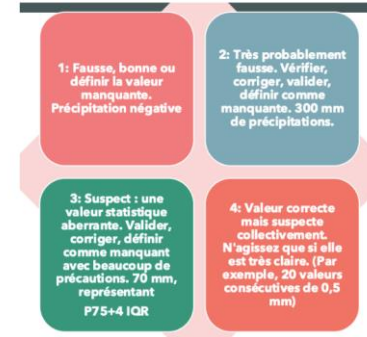 1: Fausse, bonne ou
définir la valeur
manquante.
Précipitation négative
2: Très probablement
fausse. Vérifier,
corriger, valider,
définir comme
manquante. 300 mm
de précipitations.
3: Suspect : une
valeur statistique
aberrante. Valider,
corriger, définir
comme manquant
avec beaucoup de
précautions. 70 mm,
représentant
P75+4 IQR
4: Valeur correcte
mais suspecte
collectivement.
N'agissez que si elle
est très claire. (Par
exemple, 20 valeurs
consécutives de 0,5
mm)